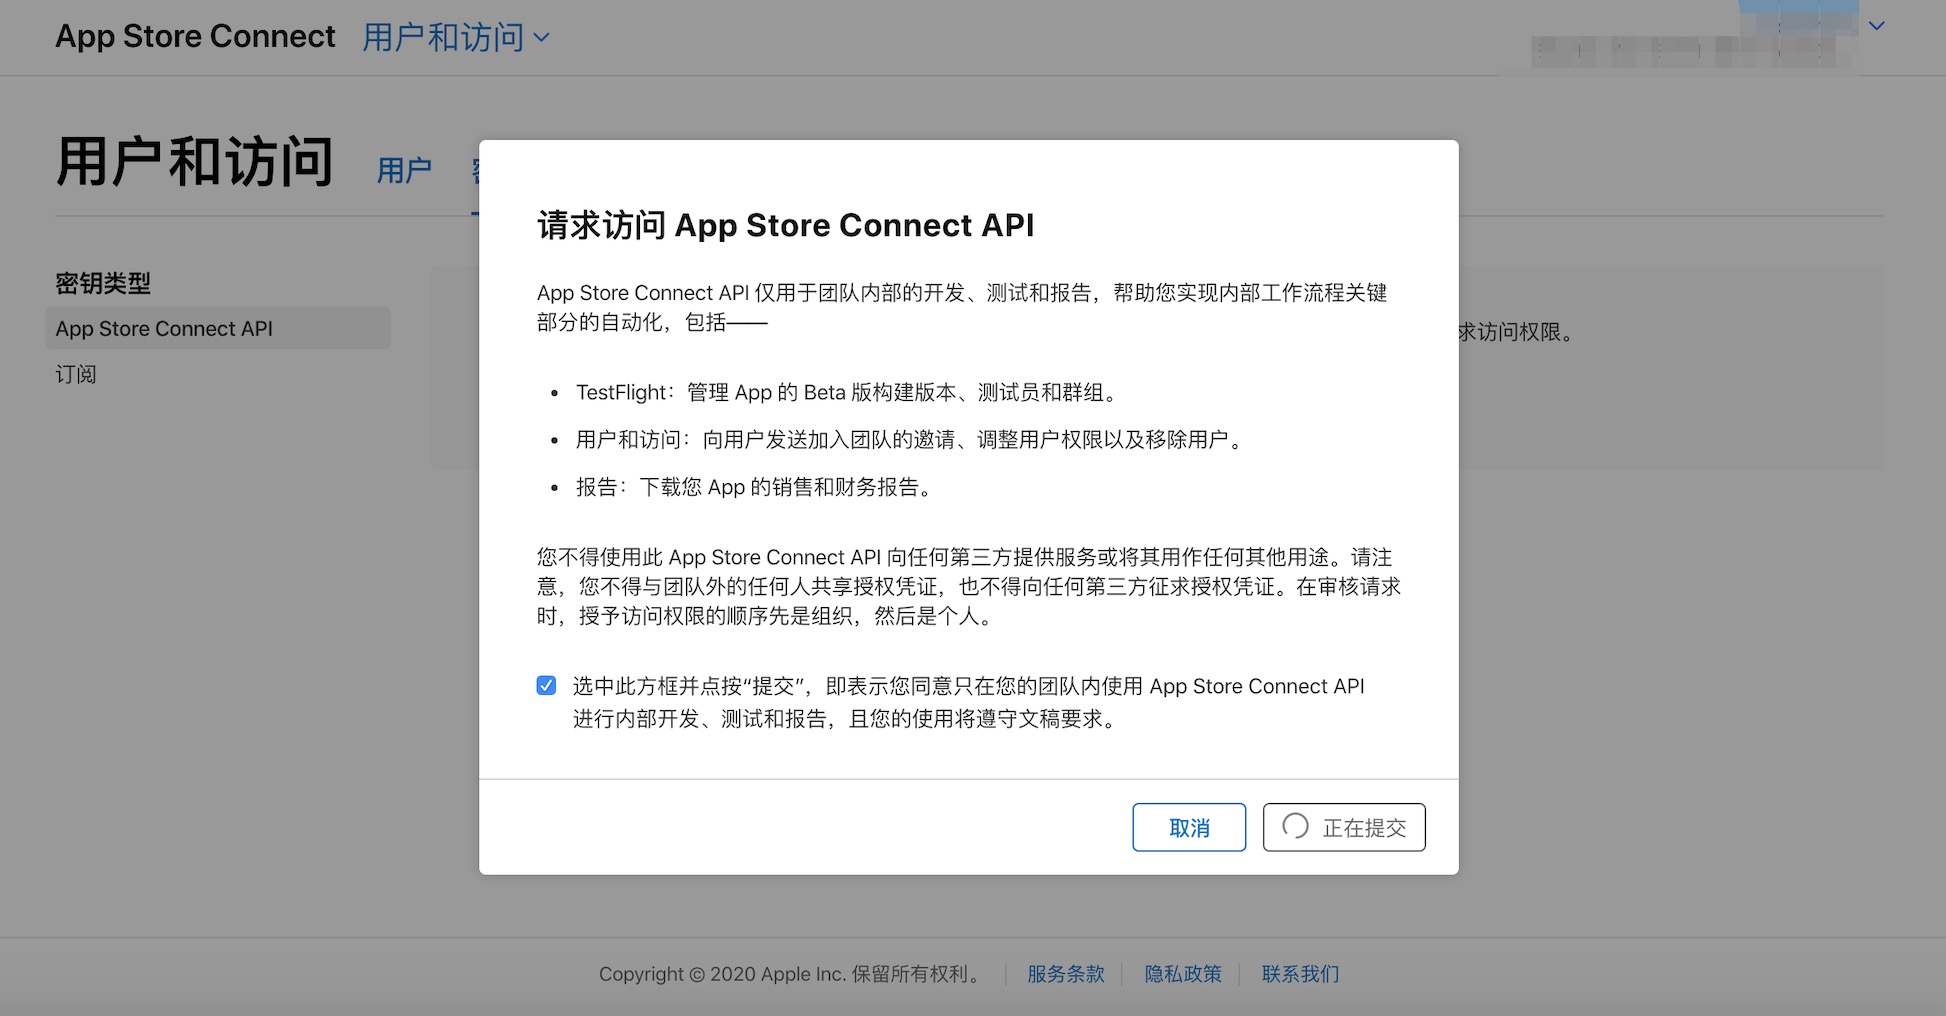 App Store Connect 用户和访问
用户和访问 用户
密钥类型
App Store Connect API
订阅
求访问权限。
请求访问 App Store Connect API
App Store Connect API 仅用于团队内部的开发、测试和报告，帮助您实现内部工作流程关键
部分的自动化，包括——
• TestFlight：管理 App 的 Beta 版构建版本、测试员和群组。
• 用户和访问：向用户发送加入团队的邀请、调整用户权限以及移除用户。
• 报告：下载您 App 的销售和财务报告。
您不得使用此 App Store Connect API 向任何第三方提供服务或将其用作任何其他用途。请注
意，您不得与团队外的任何人共享授权凭证，也不得向任何第三方征求授权凭证。在审核请求
时，授予访问权限的顺序先是组织，然后是个人。
选中此方框并点按“提交”，即表示您同意只在您的团队内使用 App Store Connect API
进行内部开发、测试和报告，且您的使用将遵守文稿要求。
取消 正在提交
Copyright © 2020 Apple Inc. 保留所有权利。 服务条款 隐私政策 联系我们